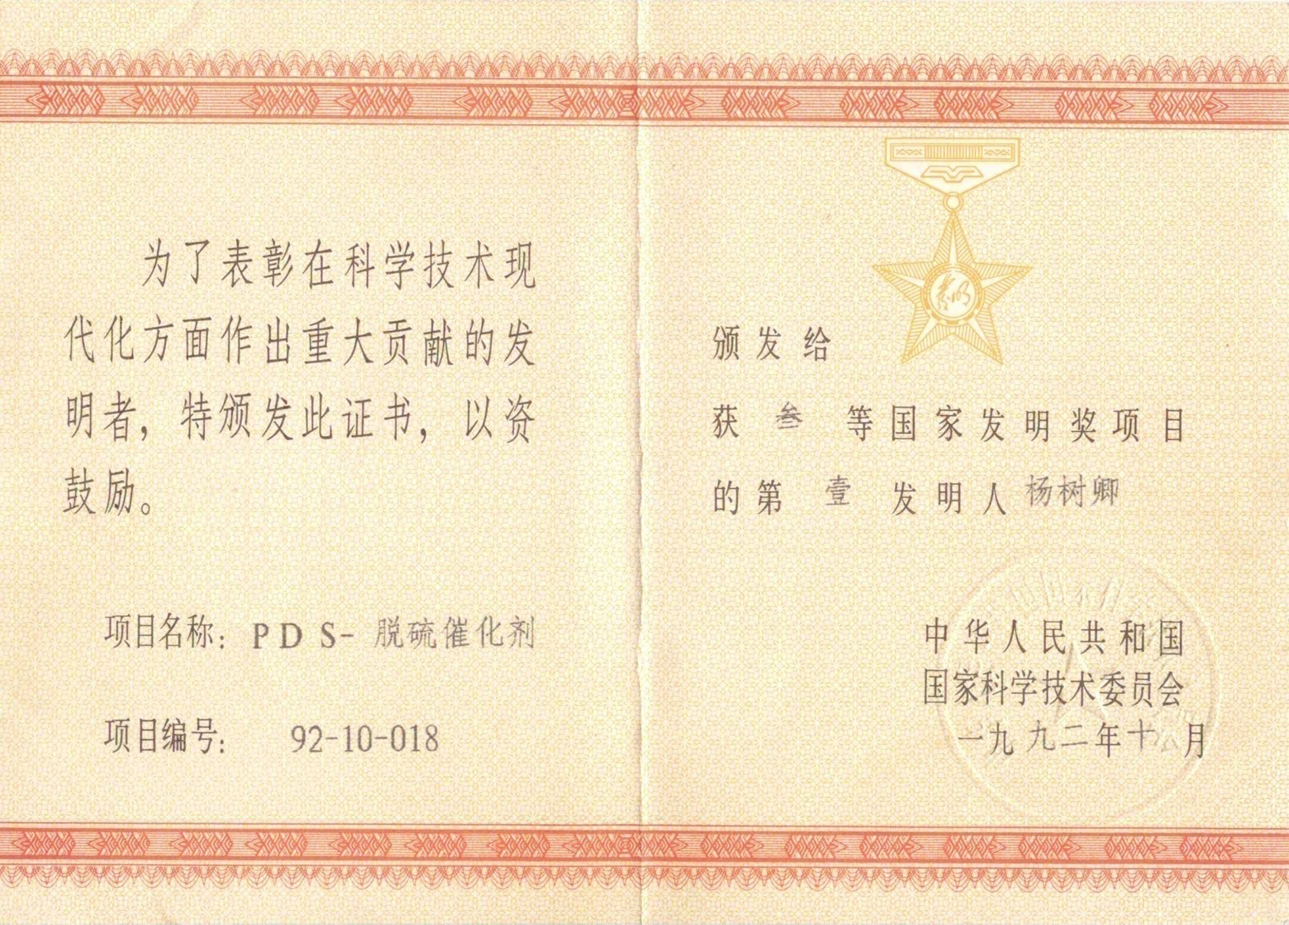 为了表彰在科学技术现
代化方面作出重大贡献的发
明者，特颁发此证书，以资
鼓励。
项目名称：PDS-脱硫催化剂
项目编号： 92-10-018
颁发给
获 叁 等国家发明奖项目
的第 壹 发明人 杨树卿
中华人民共和国
国家科学技术委员会
一九九二年十 月